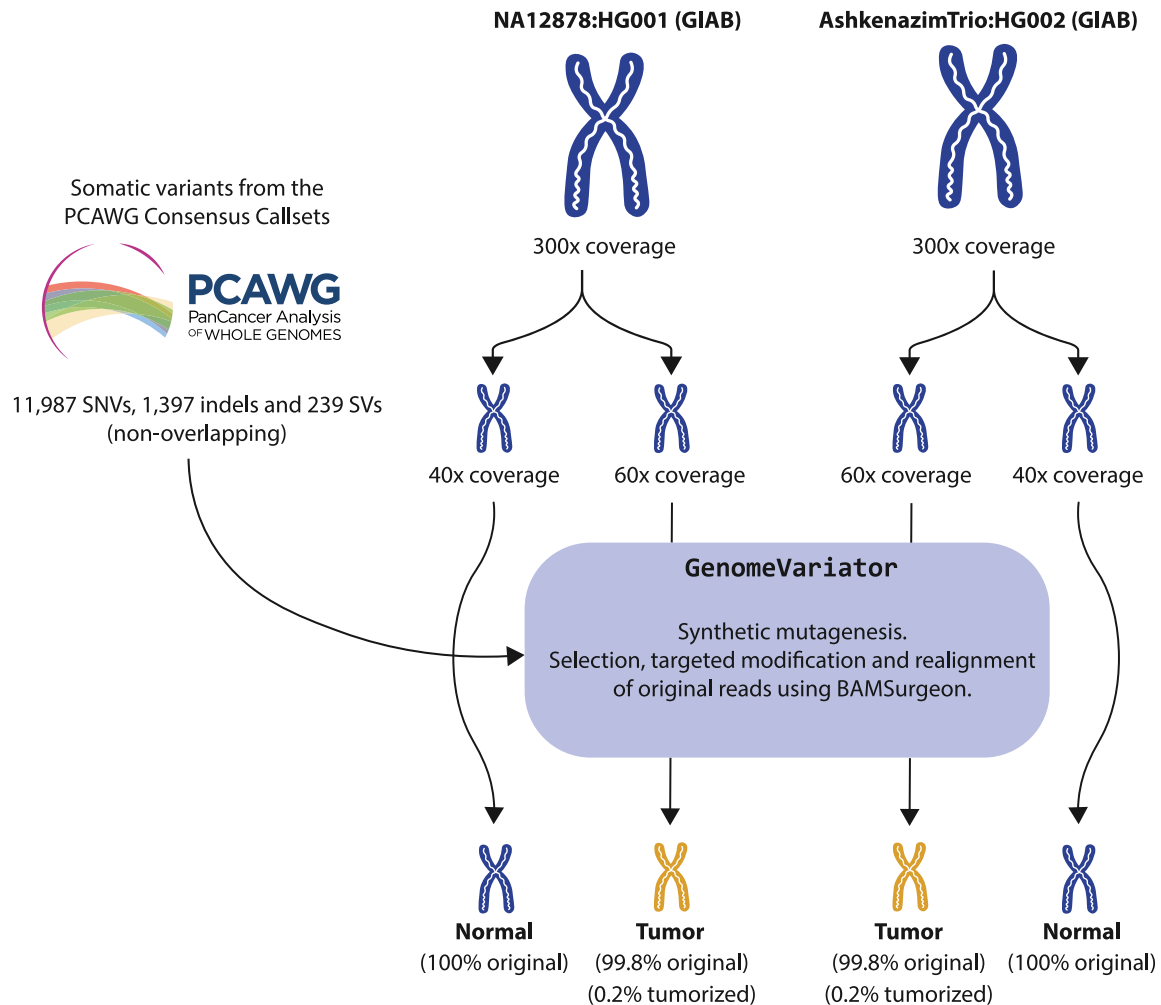 NA12878:HG001 (GIAB)
AshkenazimTrio:HG002 (GIAB)
300x coverage
300x coverage
Somatic variants from the
PCAWG Consensus Callsets
PCAWG
PanCancer Analysis
OF WHOLE GENOMES
11,987 SNVs, 1,397 indels and 239 SVs
(non-overlapping)
40x coverage
60x coverage
60x coverage
40x coverage
GenomeVariator
Synthetic mutagenesis.
Selection, targeted modification and realignment
of original reads using BAMSurgeon.
Normal
(100% original)
Tumor
(99.8% original)
(0.2% tumorized)
Tumor
(99.8% original)
(0.2% tumorized)
Normal
(100% original)